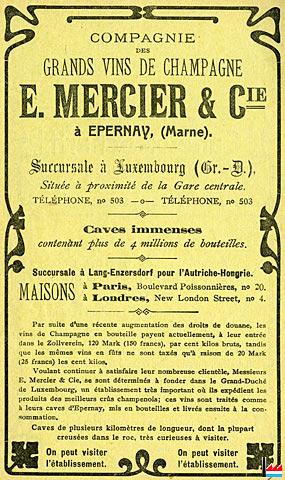 COMPAGNIE
DES
GRANDS VINS DE CHAMPAGNE
E. MERCIER & CIE
à EPERNAY, (Marne).
Succursale à Luxembourg (Gr.-D.),
Située à proximité de la Gare centrale.
TÉLÉPHONE, no 503 —o— TÉLÉPHONE, no 503
Caves immenses
contenant plus de 4 millions de bouteilles.
Succursale à Lang-Enzersdorf pour l'Autriche-Hongrie.
MAISONS à Paris, Boulevard Poissonnières, no 20.
à Londres, New London Street, no 4.
Par suite d'une récente augmentation des droits de douane, les
vins de Champagne en bouteille payent actuellement, à leur entrée
dans le Zollverein, 120 Mark (150 francs), par cent kilos bruts, tandis
que les mêmes vins en fûts ne sont taxés qu'à raison de 20 Mark
(25 francs) les cent kilos.
Voulant continuer à satisfaire leur nombreuse clientèle, Messieurs
E. Mercier & Cie, se sont déterminés à fonder dans le Grand-Duché
de Luxembourg, un établissement très important où ils expédient les
produits des meilleurs crûs champenois; ces vins sont traités comme
à leurs caves d'Epernay, mis en bouteilles et livrés ensuite à la con-
sommation.
Caves de plusieurs kilomètres de longueur, dont la plupart
creusées dans le roc, très curieuses à visiter.
On peut visiter
l'établissement.
On peut visiter
l'établissement.